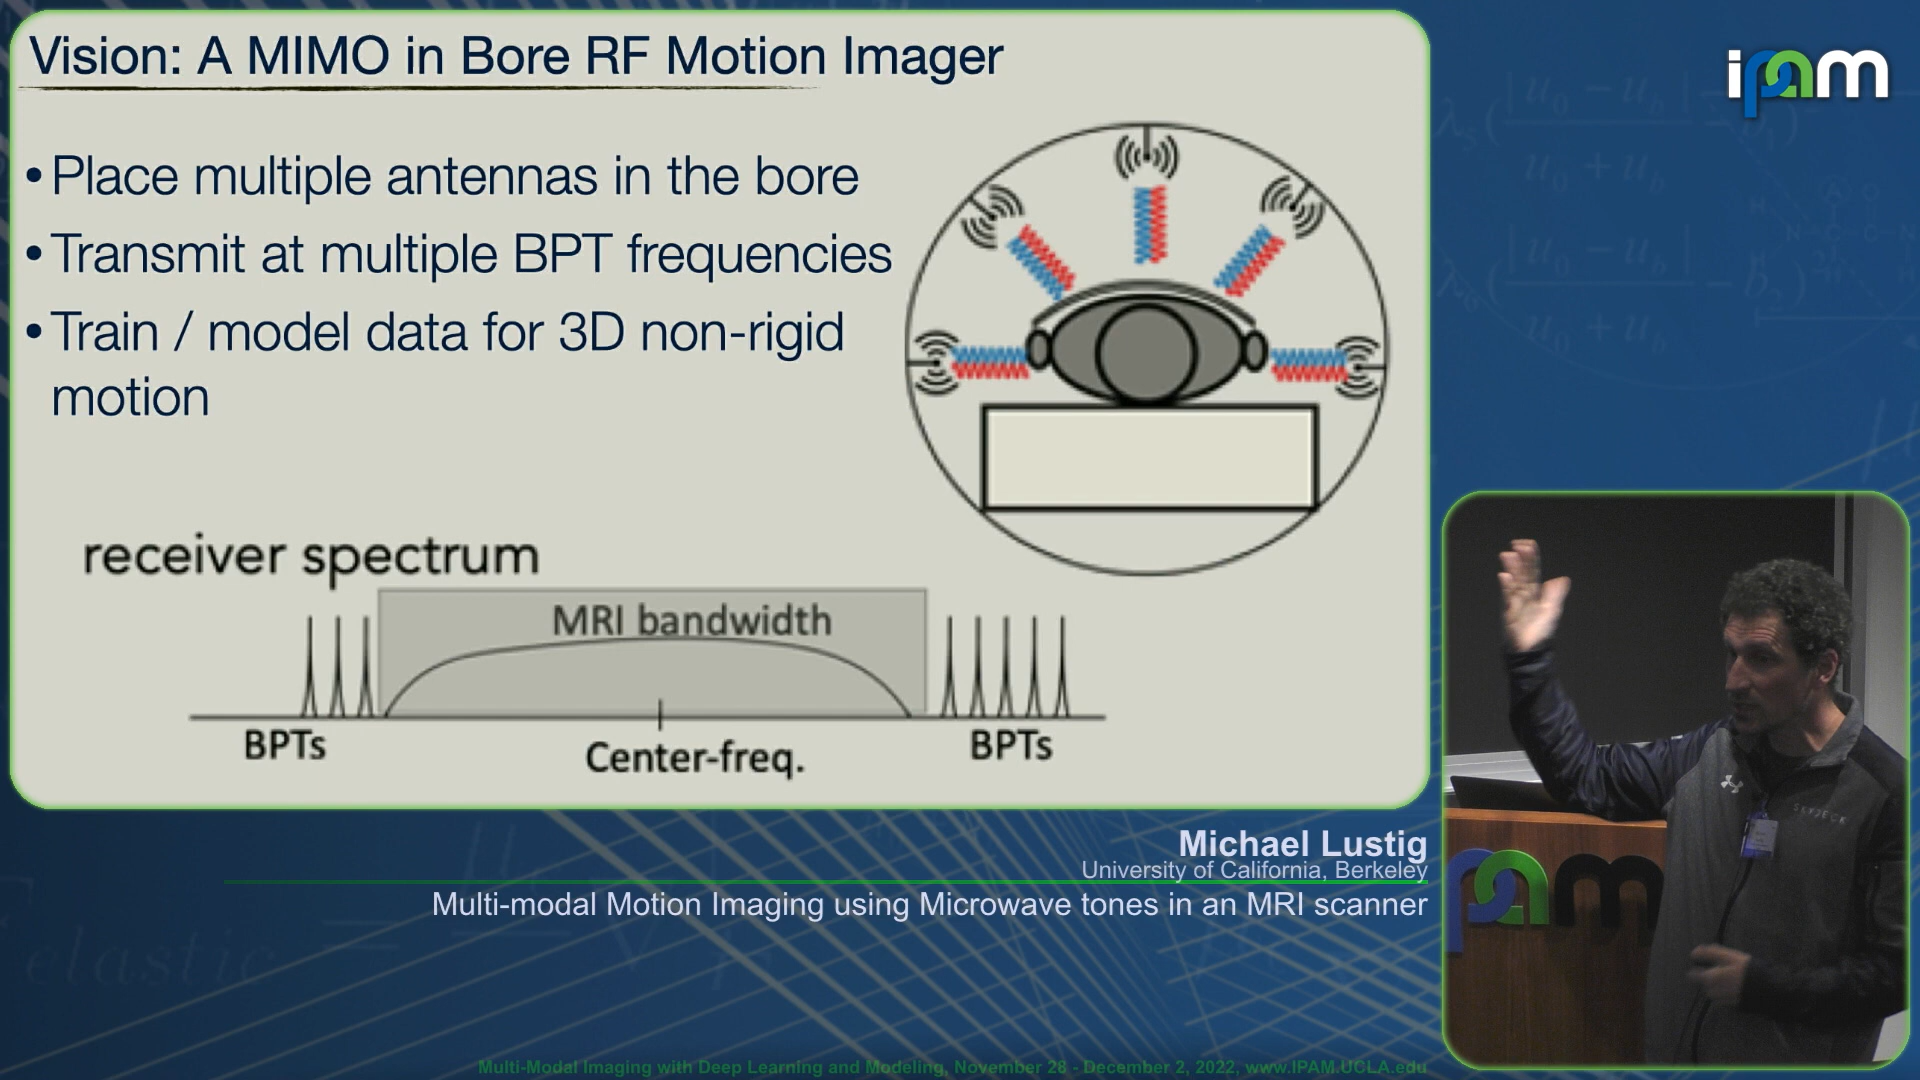 Vision: A MIMO in Bore RF Motion Imager
• Place multiple antennas in the bore
• Transmit at multiple BPT frequencies
• Train / model data for 3D non-rigid
motion
receiver spectrum
MRI bandwidth
BPTs
Center-freq.
BPTs
ipam
SKYDECK
ipam
Michael Lustig
University of California, Berkeley
Multi-modal Motion Imaging using Microwave tones in an MRI scanner
elastic =
Multi-Modal Imaging with Deep Learning and Modeling, November 28 - December 2, 2022, www.IPAM.UCLA.edu